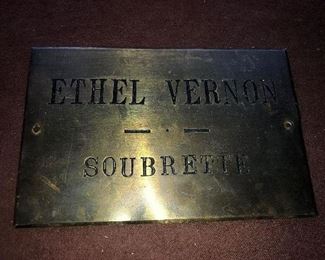 ETHEL VERNON
— · —
SOUBRETTE